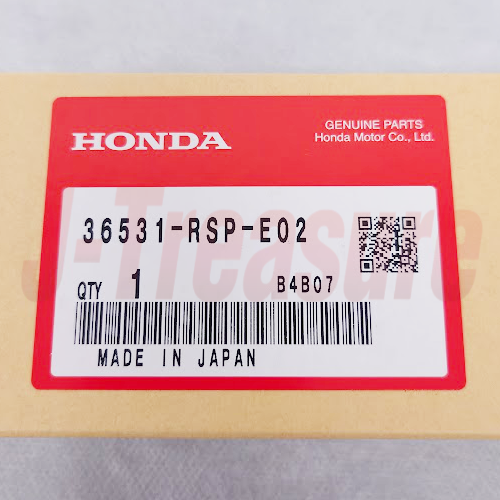 HONDA
GENUINE PARTS
Honda Motor Co., Ltd.
36531-RSP-E02
QTY 1 B4B07
MADE IN JAPAN
J-Treasure